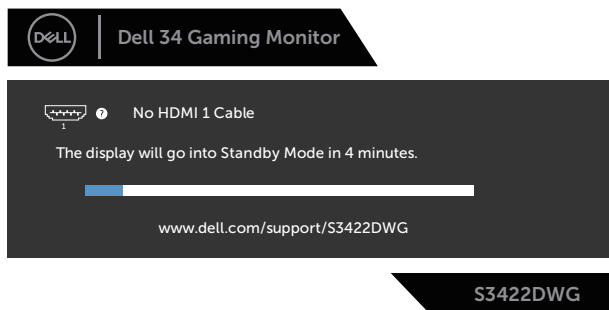 DELL
Dell 34 Gaming Monitor
? No HDMI 1 Cable
1
The display will go into Standby Mode in 4 minutes.
www.dell.com/support/S3422DWG
S3422DWG